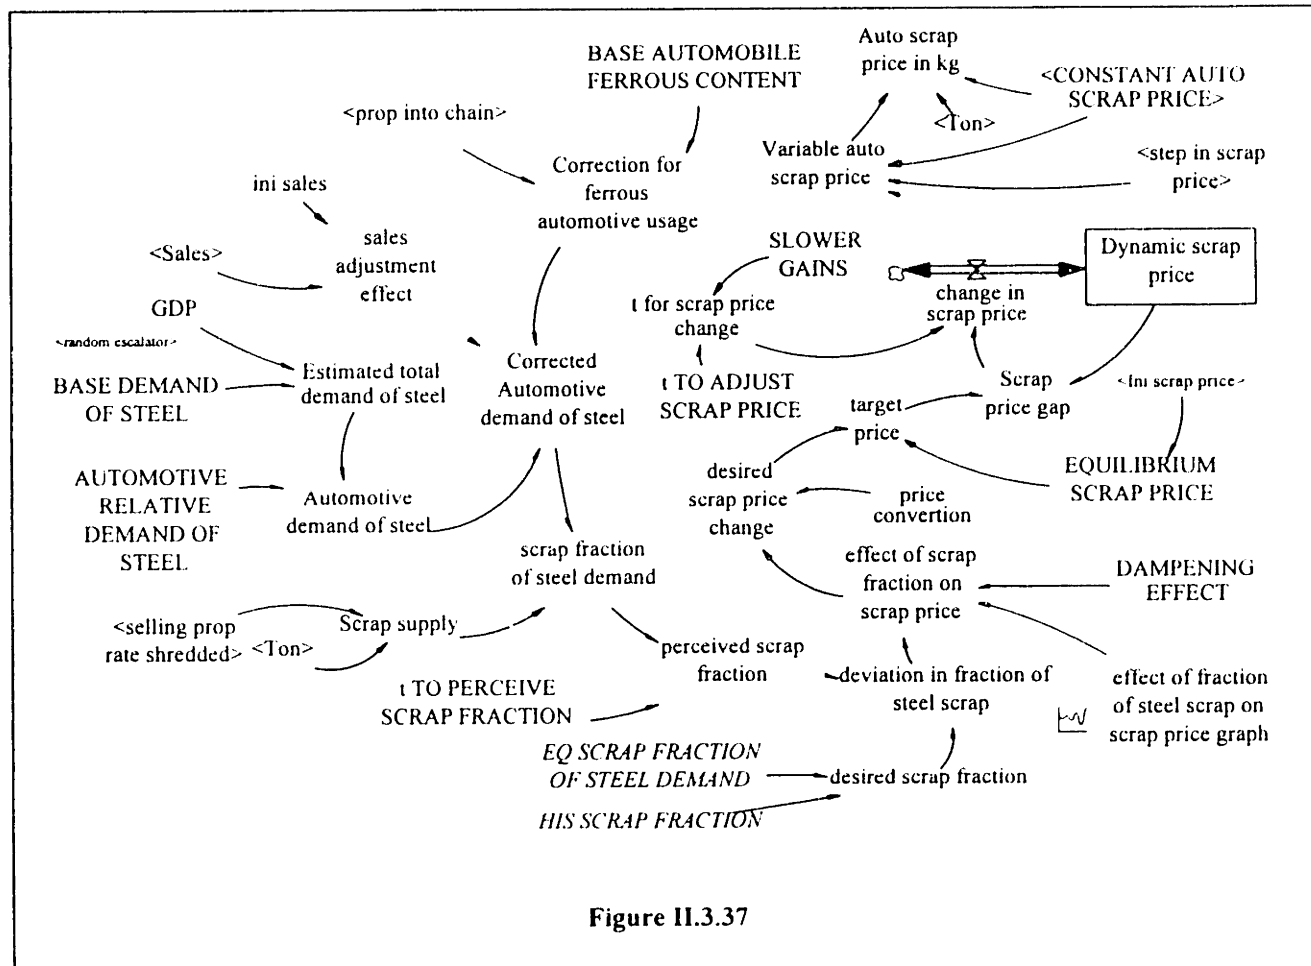 BASE AUTOMOBILE
FERROUS CONTENT
Auto scrap
price in kg
<CONSTANT AUTO
SCRAP PRICE>
<prop into chain>
<Ton>
Correction for
ferrous
automotive usage
Variable auto
scrap price
<step in scrap
price>
ini sales
sales
adjustment
effect
<Sales>
SLOWER
GAINS
Dynamic scrap
price
change in
scrap price
GDP
t for scrap price
change
<random escalator>
Estimated total
demand of steel
BASE DEMAND
OF STEEL
Corrected
Automotive
demand of steel
t TO ADJUST
SCRAP PRICE
Scrap
price gap
<Ini scrap price>
target
price
AUTOMOTIVE
RELATIVE
DEMAND OF
STEEL
Automotive
demand of steel
desired
scrap price
change
price
convertion
EQUILIBRIUM
SCRAP PRICE
scrap fraction
of steel demand
effect of scrap
fraction on
scrap price
DAMPENING
EFFECT
<selling prop
rate shredded>
<Ton>
Scrap supply
perceived scrap
fraction
deviation in fraction of
steel scrap
effect of fraction
of steel scrap on
scrap price graph
t TO PERCEIVE
SCRAP FRACTION
EQ SCRAP FRACTION
OF STEEL DEMAND
desired scrap fraction
HIS SCRAP FRACTION
Figure II.3.37